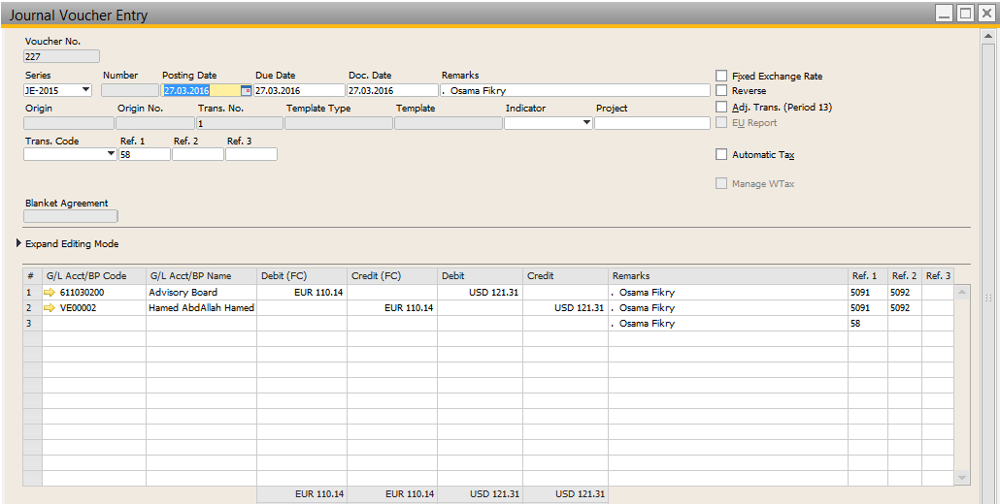 Journal Voucher Entry
Voucher No.
227
Series Number Posting Date Due Date Doc. Date Remarks
JE-2015 27.03.2016 27.03.2016 27.03.2016 . Osama Fikry
Fixed Exchange Rate
Reverse
Adj. Trans. (Period 13)
EU Report
Origin Origin No. Trans. No. Template Type Template Indicator Project
1
Trans. Code Ref. 1 Ref. 2 Ref. 3
58
Automatic Tax
Manage WTax
Blanket Agreement
Expand Editing Mode
# G/L Acct/BP Code G/L Acct/BP Name Debit (FC) Credit (FC) Debit Credit Remarks Ref. 1 Ref. 2 Ref. 3
1 611030200 Advisory Board EUR 110.14 USD 121.31 . Osama Fikry 5091 5092
2 VE00002 Hamed AbdAllah Hamed EUR 110.14 USD 121.31 . Osama Fikry 5091 5092
3 . Osama Fikry 58
EUR 110.14 EUR 110.14 USD 121.31 USD 121.31